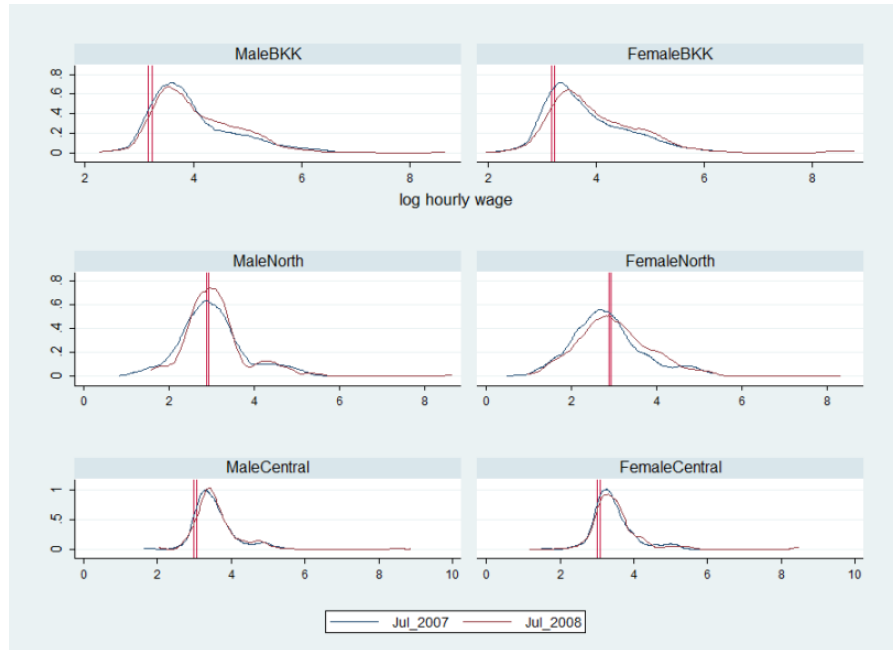 MaleBKK FemaleBKK
.8
.6
.4
.2
0
2 4 6 8 2 4 6 8
log hourly wage
MaleNorth FemaleNorth
.8
.6
.4
.2
0
0 2 4 6 8 0 2 4 6 8
MaleCentral FemaleCentral
1
.5
0
0 2 4 6 8 10 0 2 4 6 8 10
Jul_2007 Jul_2008